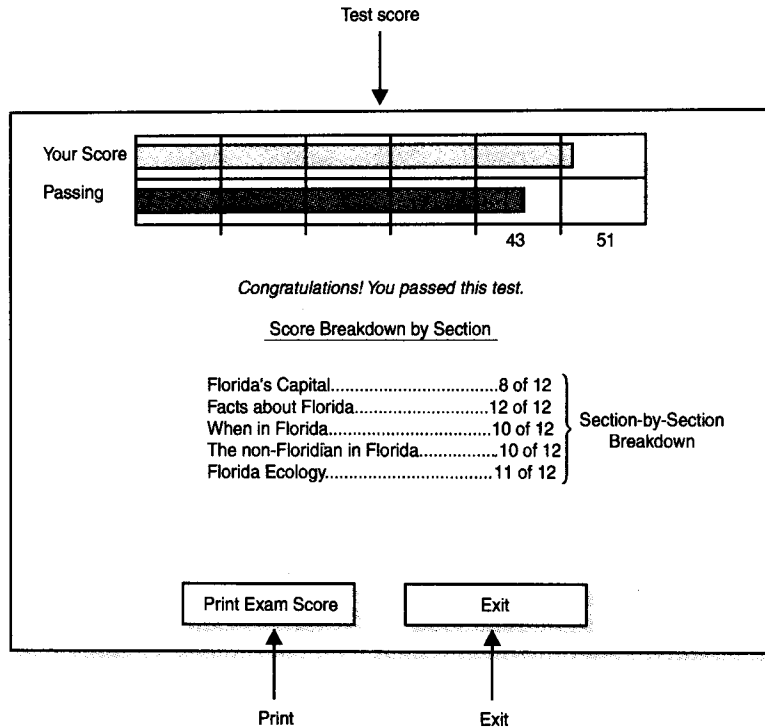 Test score
Your Score
Passing
43 51
Congratulations! You passed this test.
Score Breakdown by Section
Florida's Capital..............................8 of 12
Facts about Florida........................12 of 12
When in Florida.............................10 of 12
The non-Floridian in Florida..............10 of 12
Florida Ecology................................11 of 12
Section-by-Section
Breakdown
Print Exam Score Exit
Print Exit